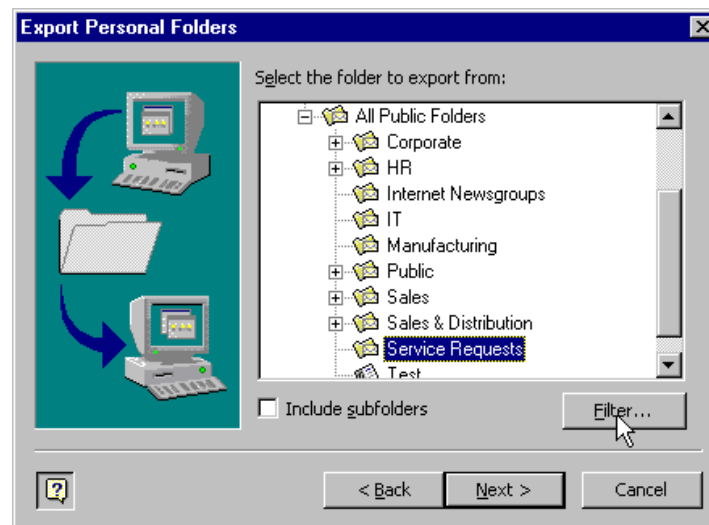 Export Personal Folders
Select the folder to export from:
All Public Folders
Corporate
HR
Internet Newsgroups
IT
Manufacturing
Public
Sales
Sales & Distribution
Service Requests
Test
Include subfolders
Filter...
< Back
Next >
Cancel